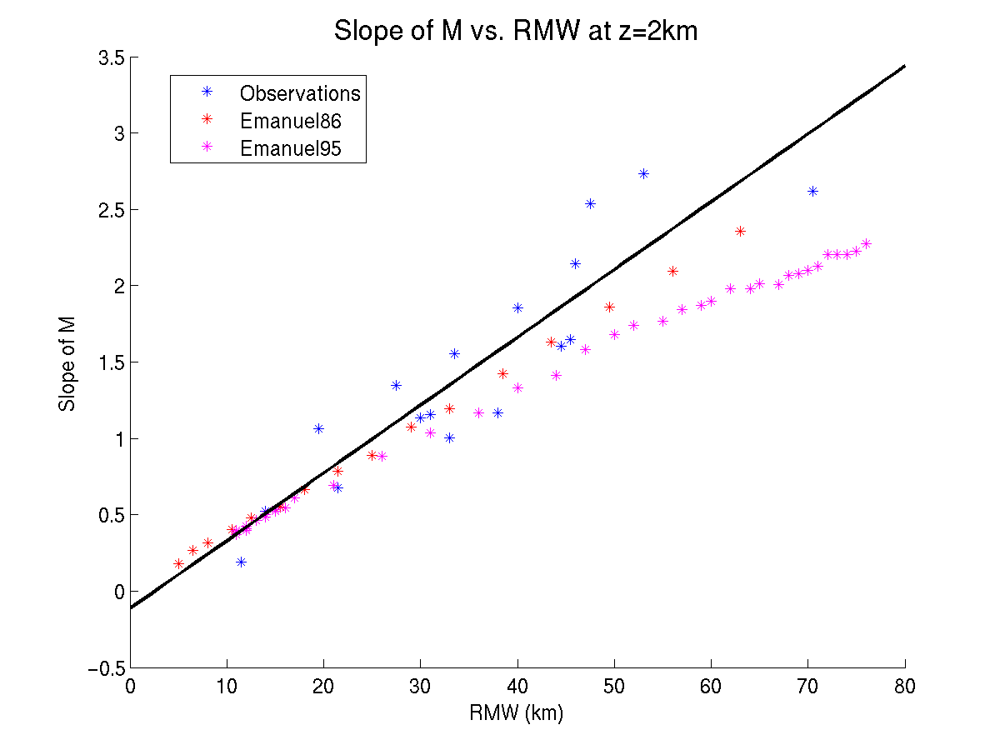 Slope of M vs. RMW at z=2km
3.5
3
2.5
2
1.5
1
0.5
0
−0.5
Slope of M
Observations
Emanuel86
Emanuel95
0 10 20 30 40 50 60 70 80
RMW (km)